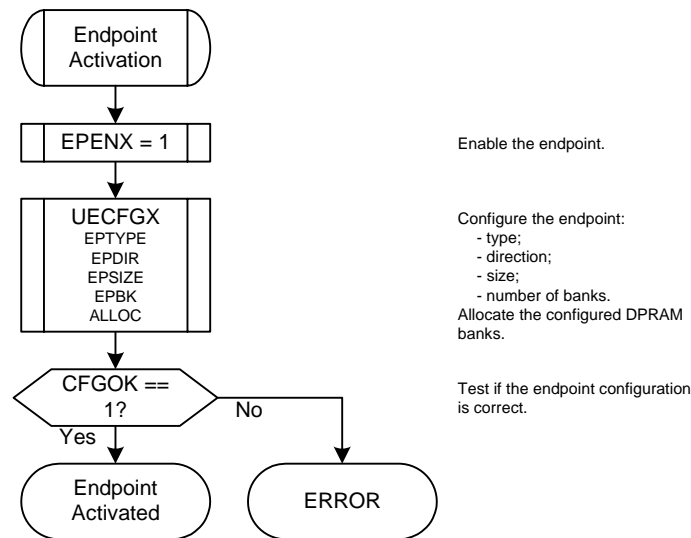 Endpoint
Activation
EPENX = 1
Enable the endpoint.
UECFGX
EPTYPE
EPDIR
EPSIZE
EPBK
ALLOC
Configure the endpoint:
- type;
- direction;
- size;
- number of banks.
Allocate the configured DPRAM
banks.
CFGOK ==
1?
Test if the endpoint configuration
is correct.
No
Yes
Endpoint
Activated
ERROR